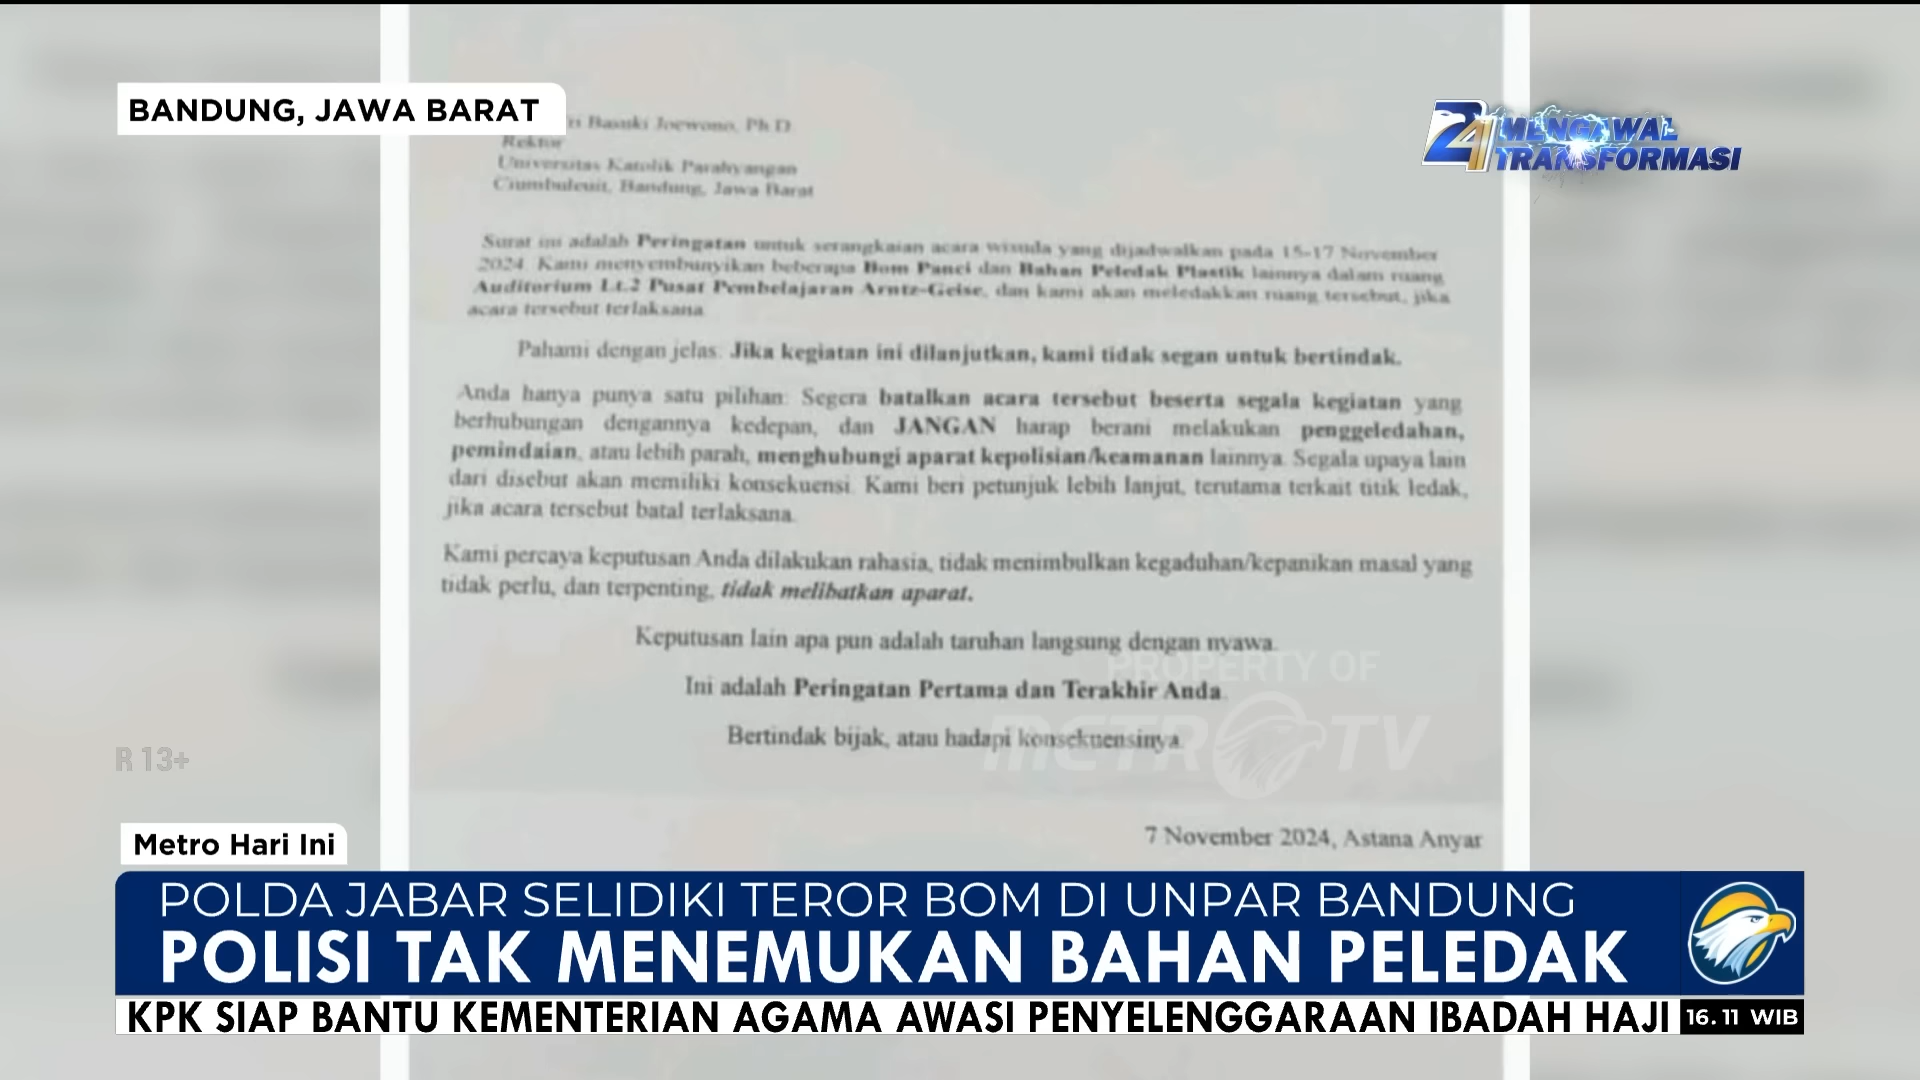 BANDUNG, JAWA BARAT
24 MENGAWAL
TRANSFORMASI
Basuki Joewono, Ph.D.
Rektor
Universitas Katolik Parahyangan
Ciumbuleuit, Bandung, Jawa Barat
Surat ini adalah Peringatan untuk serangkaian acara wisuda yang dijadwalkan pada 15-17 November
2024. Kami menyembunyikan beberapa Bom Panci dan Bahan Peledak Plastik lainnya dalam ruang
Auditorium Lt.2 Pusat Pembelajaran Arntz-Geise, dan kami akan meledakkan ruang tersebut, jika
acara tersebut terlaksana.
Pahami dengan jelas: Jika kegiatan ini dilanjutkan, kami tidak segan untuk bertindak.
Anda hanya punya satu pilihan: Segera batalkan acara tersebut beserta segala kegiatan yang
berhubungan dengannya kedepan, dan JANGAN harap berani melakukan penggeledahan,
pemindaian, atau lebih parah, menghubungi aparat kepolisian/keamanan lainnya. Segala upaya lain
dari disebut akan memiliki konsekuensi. Kami beri petunjuk lebih lanjut, terutama terkait titik ledak,
jika acara tersebut batal terlaksana.
Kami percaya keputusan Anda dilakukan rahasia, tidak menimbulkan kegaduhan/kepanikan masal yang
tidak perlu, dan terpenting, tidak melibatkan aparat.
Keputusan lain apa pun adalah taruhan langsung dengan nyawa.
PROPERTY OF
METRO TV
Ini adalah Peringatan Pertama dan Terakhir Anda.
Bertindak bijak, atau hadapi konsekuensinya.
R 13+
7 November 2024, Astana Anyar
Metro Hari Ini
POLDA JABAR SELIDIKI TEROR BOM DI UNPAR BANDUNG
POLISI TAK MENEMUKAN BAHAN PELEDAK
KPK SIAP BANTU KEMENTERIAN AGAMA AWASI PENYELENGGARAAN IBADAH HAJI
16.11 WIB